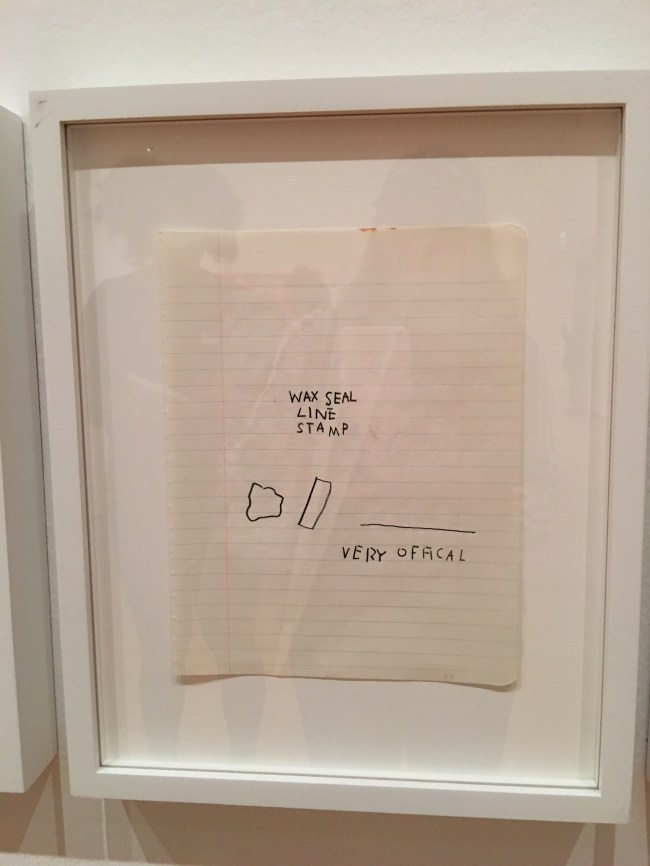 WAX SEAL
LINE
STAMP
VERY OFFICAL